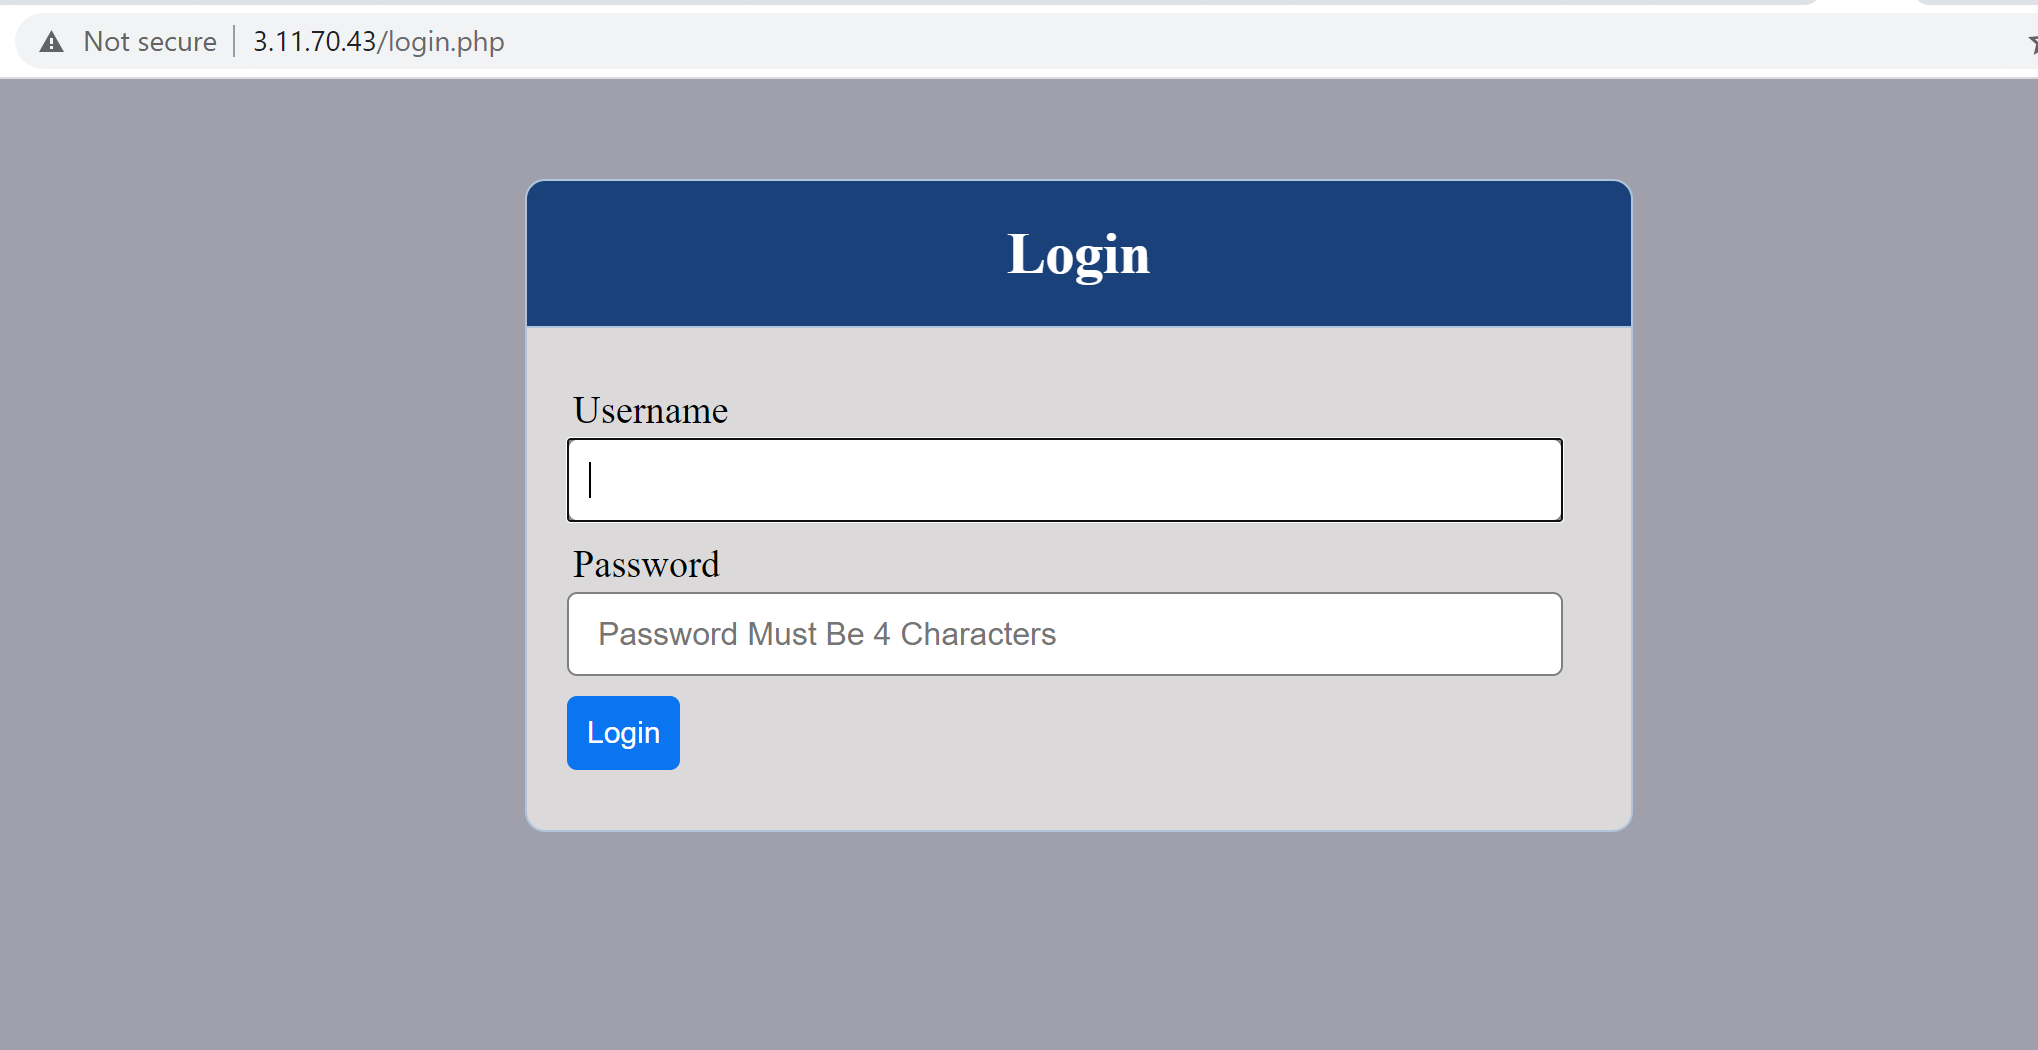 Not secure 3.11.70.43/login.php
Login
Username
Password
Password Must Be 4 Characters
Login